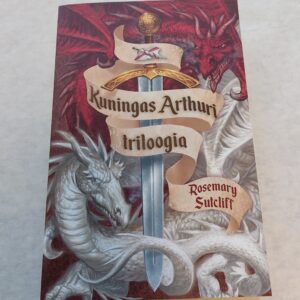 Kuningas Arthuri
triloogia
Rosemary
Sutcliff